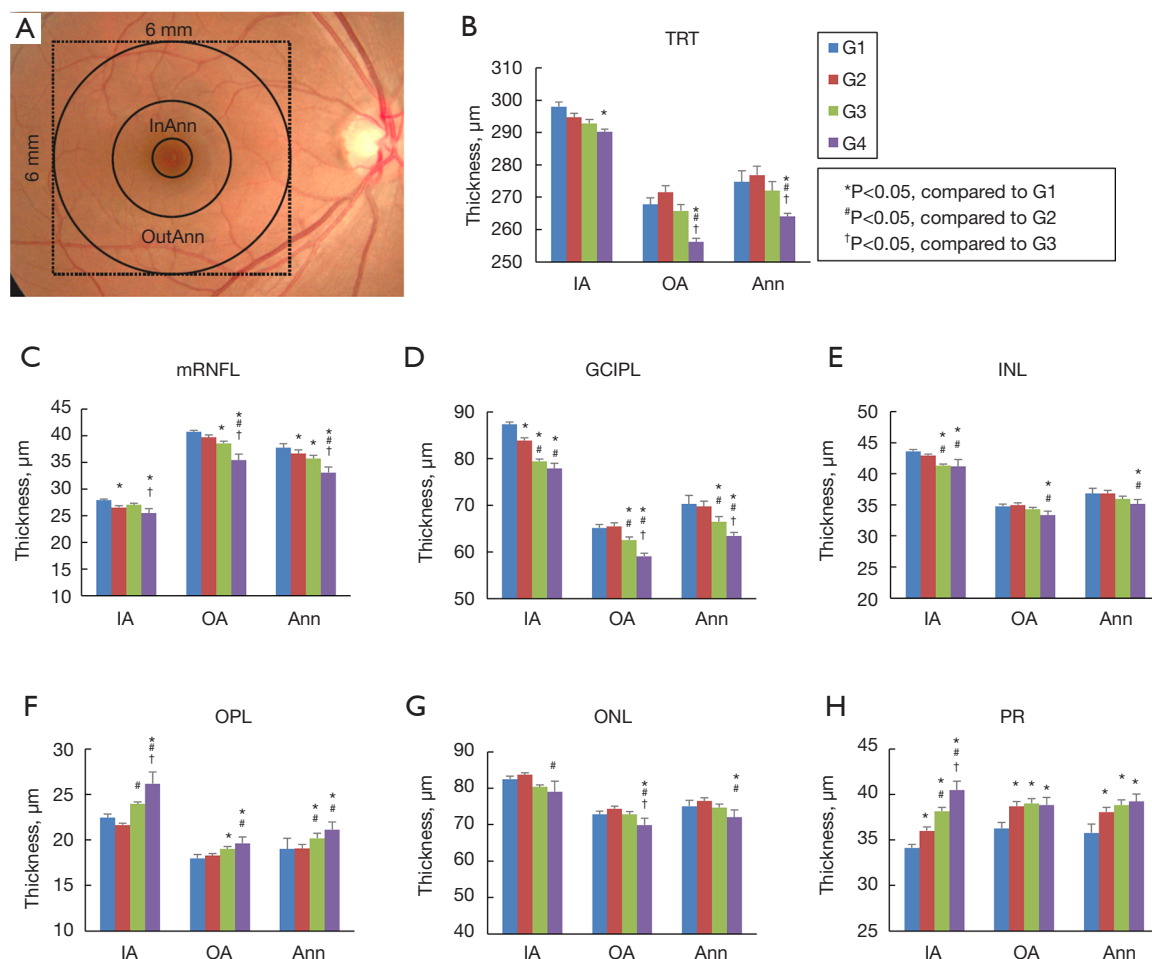 A
6 mm
6 mm
InAnn
OutAnn
B
TRT
Thickness, µm
310
300
290
280
270
260
250
*
*
#
†
*
#
†
IA OA Ann
G1
G2
G3
G4
*P<0.05, compared to G1
#P<0.05, compared to G2
†P<0.05, compared to G3
C
mRNFL
Thickness, µm
45
40
35
30
25
20
15
10
*
*
†
*
*
#
†
*
*
*
#
†
IA OA Ann
D
GCIPL
Thickness, µm
90
80
70
60
50
*
*
#
*
#
*
#
*
#
†
*
#
*
#
†
IA OA Ann
E
INL
Thickness, µm
50
45
40
35
30
25
20
*
#
*
#
*
#
*
#
IA OA Ann
F
OPL
Thickness, µm
30
25
20
15
10
#
*
#
†
*
*
#
*
#
*
#
IA OA Ann
G
ONL
Thickness, µm
90
80
70
60
50
40
#
*
#
†
*
#
IA OA Ann
H
PR
Thickness, µm
45
40
35
30
25
*
*
#
*
#
†
*
*
*
*
*
*
IA OA Ann